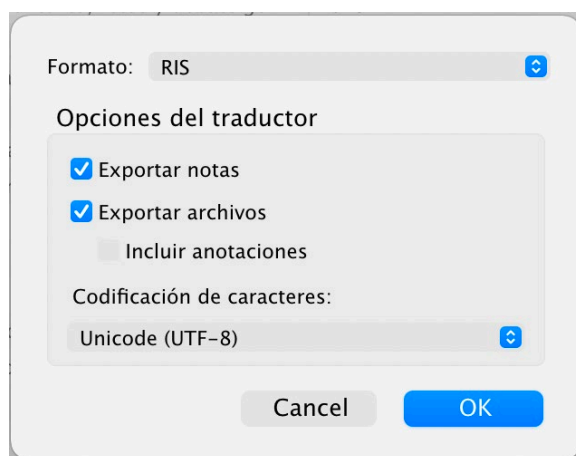 Formato: RIS
Opciones del traductor
Exportar notas
Exportar archivos
Incluir anotaciones
Codificación de caracteres:
Unicode (UTF-8)
Cancel OK